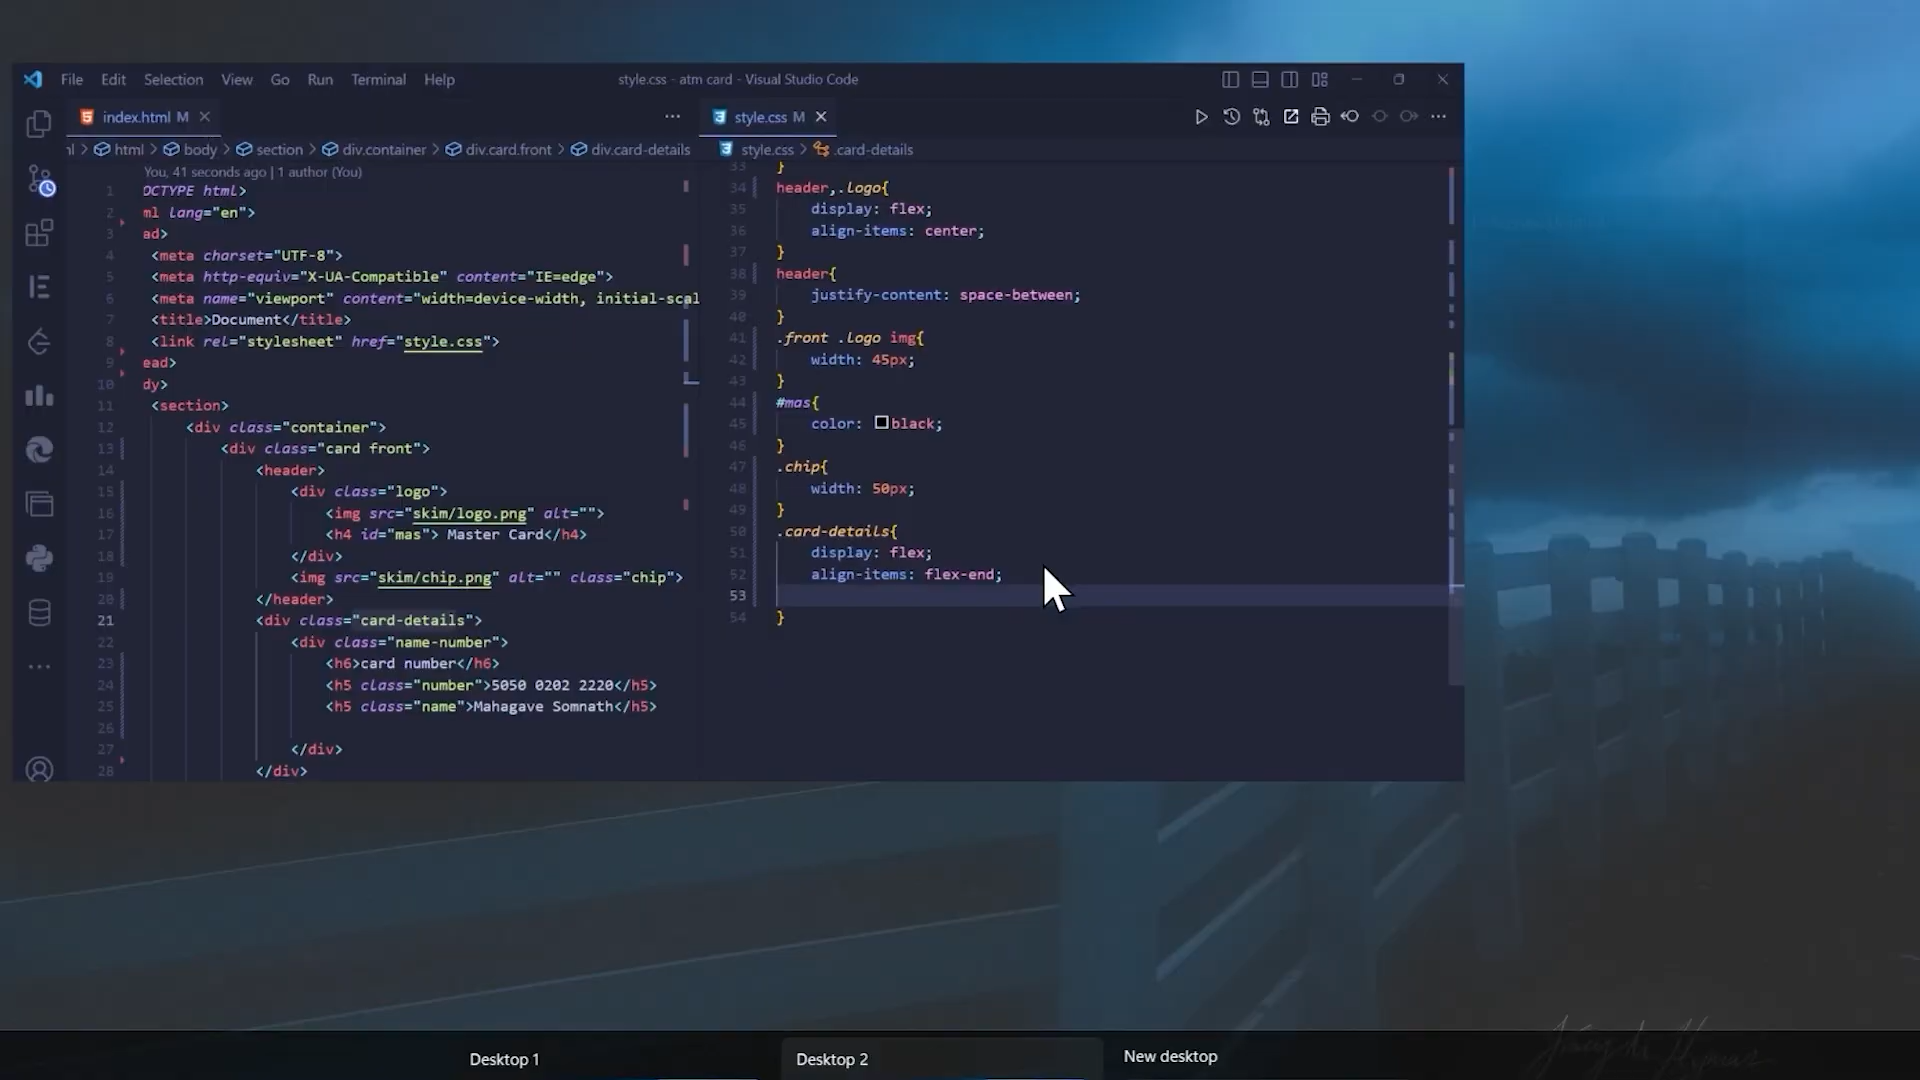 File Edit Selection View Go Run Terminal Help
style.css - atm card - Visual Studio Code
index.html M
style.css M
html > body > section > div.container > div.card.front > div.card-details
style.css > .card-details
You, 41 seconds ago | 1 author (You)
1 OCTYPE html>
2 ml lang="en">
3 ad>
4 <meta charset="UTF-8">
5 <meta http-equiv="X-UA-Compatible" content="IE=edge">
6 <meta name="viewport" content="width=device-width, initial-scal
7 <title>Document</title>
8 <link rel="stylesheet" href="style.css">
9 ead>
10 dy>
11 <section>
12 <div class="container">
13 <div class="card front">
14 <header>
15 <div class="logo">
16 <img src="skim/logo.png" alt="">
17 <h4 id="mas"> Master Card</h4>
18 </div>
19 <img src="skim/chip.png" alt="" class="chip">
20 </header>
21 <div class="card-details">
22 <div class="name-number">
23 <h6>card number</h6>
24 <h5 class="number">5050 0202 2220</h5>
25 <h5 class="name">Mahagave Somnath</h5>
26
27 </div>
28 </div>
33 }
34 header,.logo{
35 display: flex;
36 align-items: center;
37 }
38 header{
39 justify-content: space-between;
40 }
41 .front .logo img{
42 width: 45px;
43 }
44 #mas{
45 color: black;
46 }
47 .chip{
48 width: 50px;
49 }
50 .card-details{
51 display: flex;
52 align-items: flex-end;
53
54 }
Desktop 1
Desktop 2
New desktop